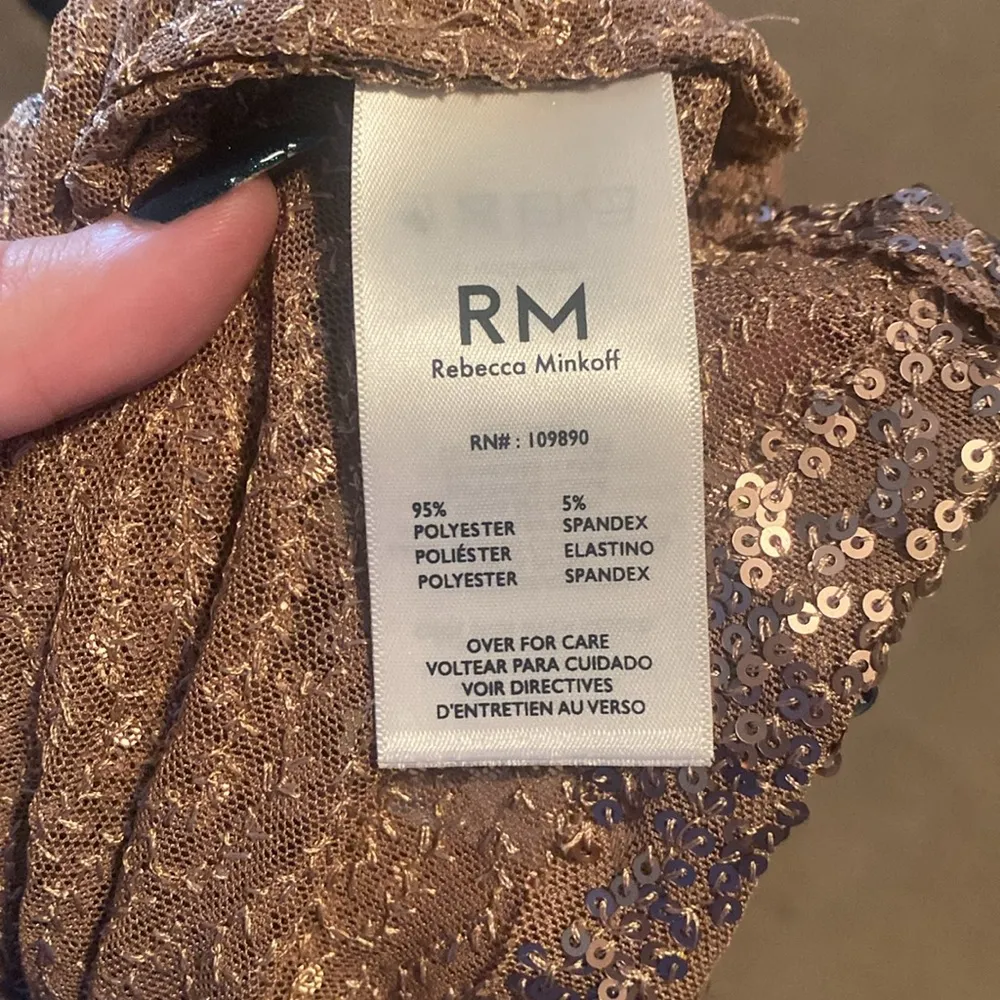 RM
Rebecca Minkoff
RN# : 109890
95% 5%
POLYESTER SPANDEX
POLIÉSTER ELASTINO
POLYESTER SPANDEX
OVER FOR CARE
VOLTEAR PARA CUIDADO
VOIR DIRECTIVES
D'ENTRETIEN AU VERSO